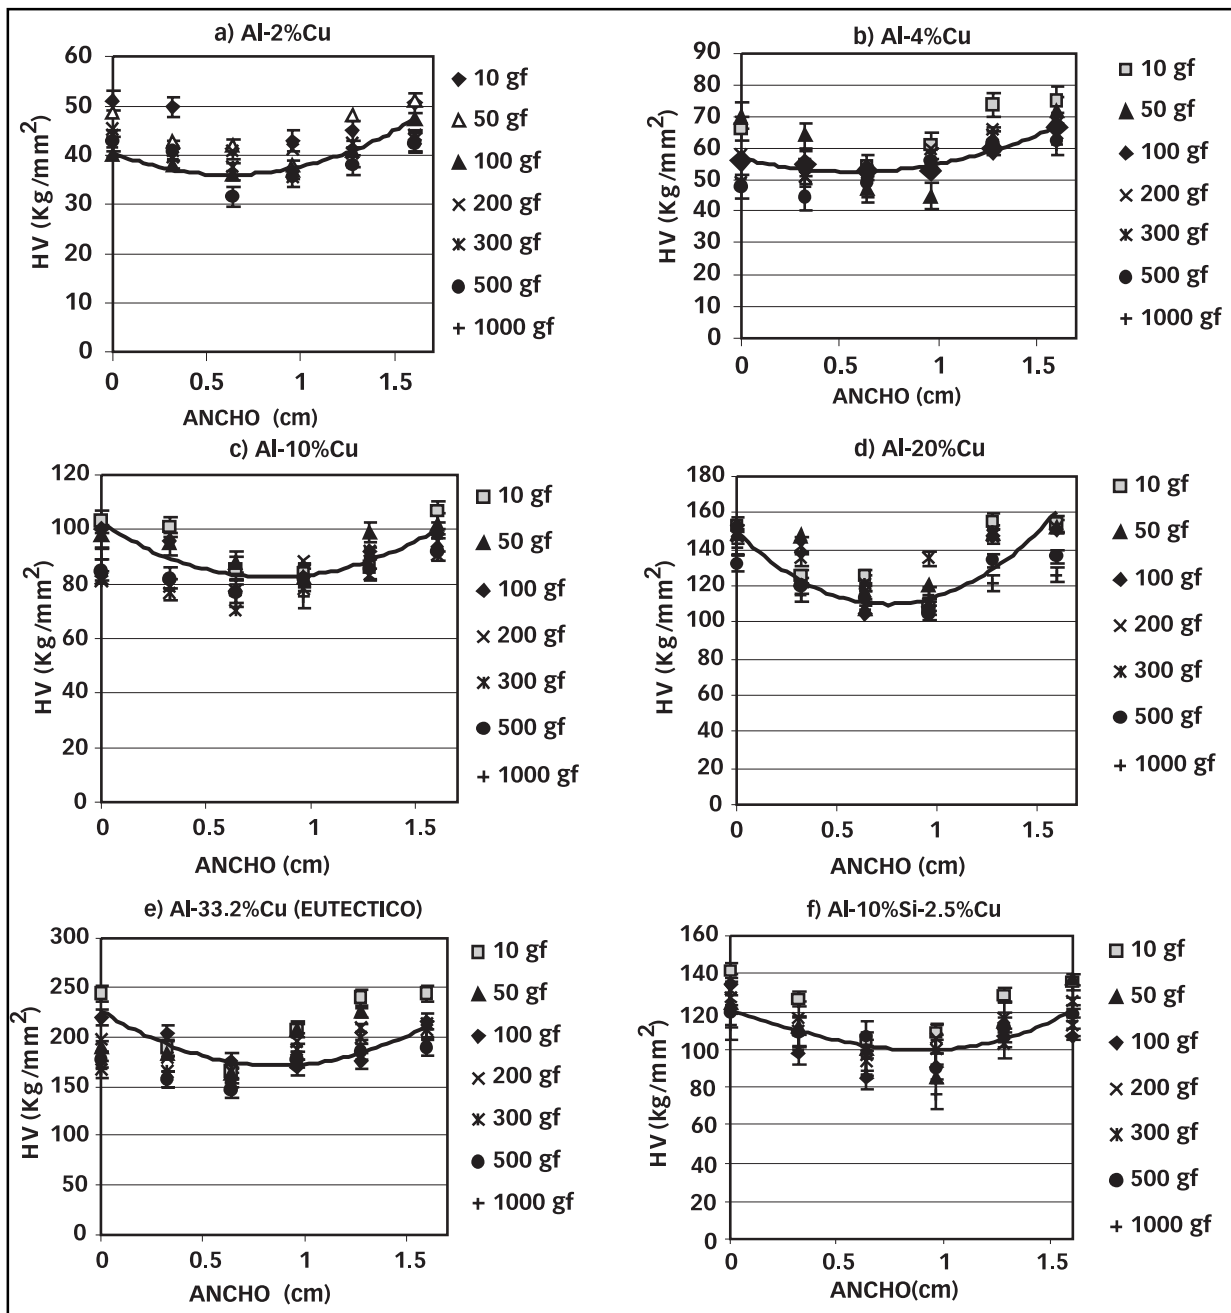 a) Al-2%Cu
60
50
40
30
20
10
0
HV (Kg/mm²)
0 0.5 1 1.5
ANCHO (cm)
10 gf
50 gf
100 gf
200 gf
300 gf
500 gf
1000 gf
b) Al-4%Cu
90
80
70
60
50
40
30
20
10
0
HV (Kg/mm²)
0 0.5 1 1.5
ANCHO (cm)
10 gf
50 gf
100 gf
200 gf
300 gf
500 gf
1000 gf
c) Al-10%Cu
120
100
80
60
40
20
0
HV (Kg/mm²)
0 0.5 1 1.5
ANCHO (cm)
10 gf
50 gf
100 gf
200 gf
300 gf
500 gf
1000 gf
d) Al-20%Cu
180
160
140
120
100
80
60
40
20
0
HV (Kg/mm²)
0 0.5 1 1.5
ANCHO (cm)
10 gf
50 gf
100 gf
200 gf
300 gf
500 gf
1000 gf
e) Al-33.2%Cu (EUTECTICO)
300
250
200
150
100
50
0
HV (Kg/mm²)
0 0.5 1 1.5
ANCHO (cm)
10 gf
50 gf
100 gf
200 gf
300 gf
500 gf
1000 gf
f) Al-10%Si-2.5%Cu
160
140
120
100
80
60
40
20
0
HV (kg/mm²)
0 0.5 1 1.5
ANCHO(cm)
10 gf
50 gf
100 gf
200 gf
300 gf
500 gf
1000 gf